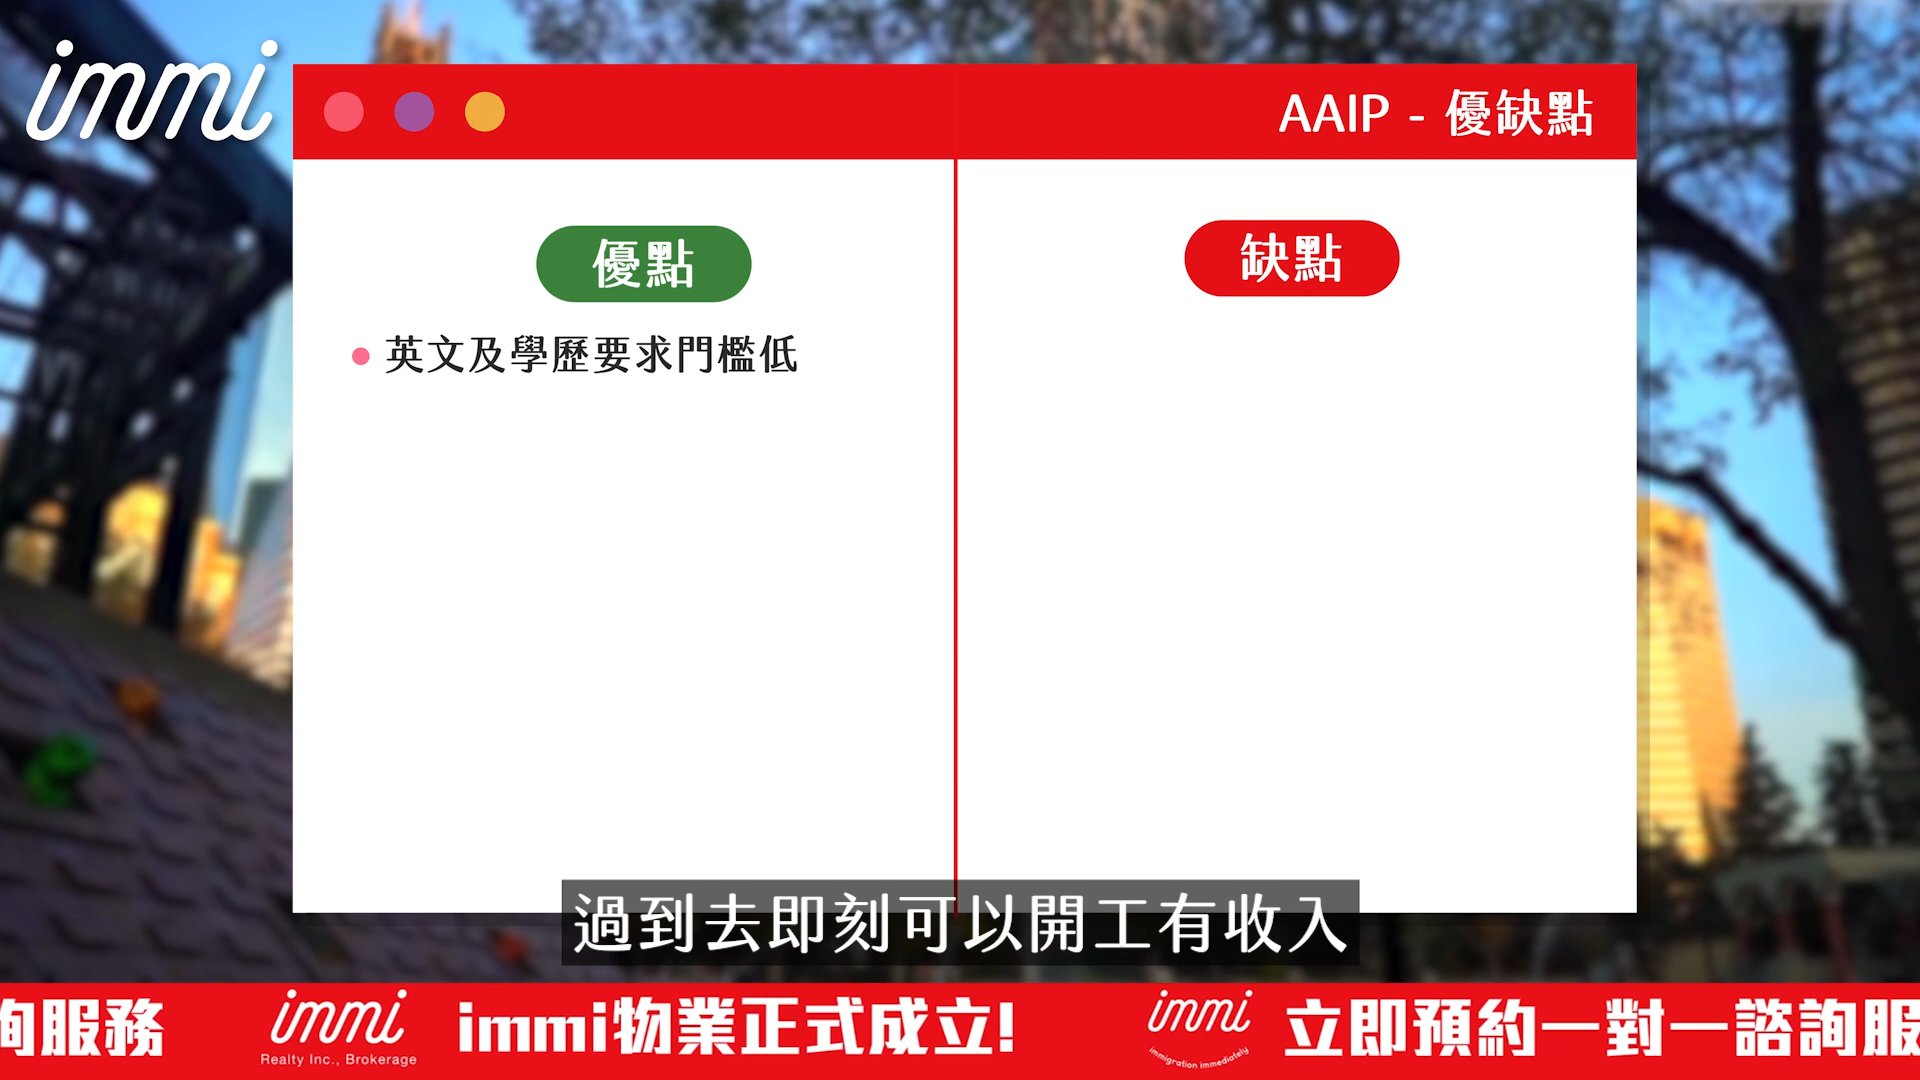 immi
AAIP - 優缺點
優點
缺點
英文及學歷要求門檻低
過到去即刻可以開工有收入
詢服務
immi
Realty Inc., Brokerage
immi物業正式成立!
immi
immigration immediately
立即預約一對一諮詢服